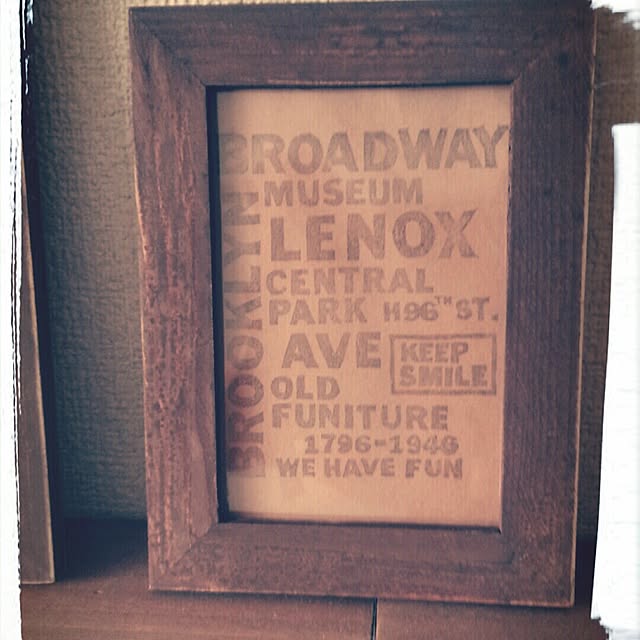 BROADWAY
BROOKLYN
MUSEUM
LENOX
CENTRAL
PARK H96TH ST.
AVE
KEEP
SMILE
OLD
FUNITURE
1796-1946
WE HAVE FUN